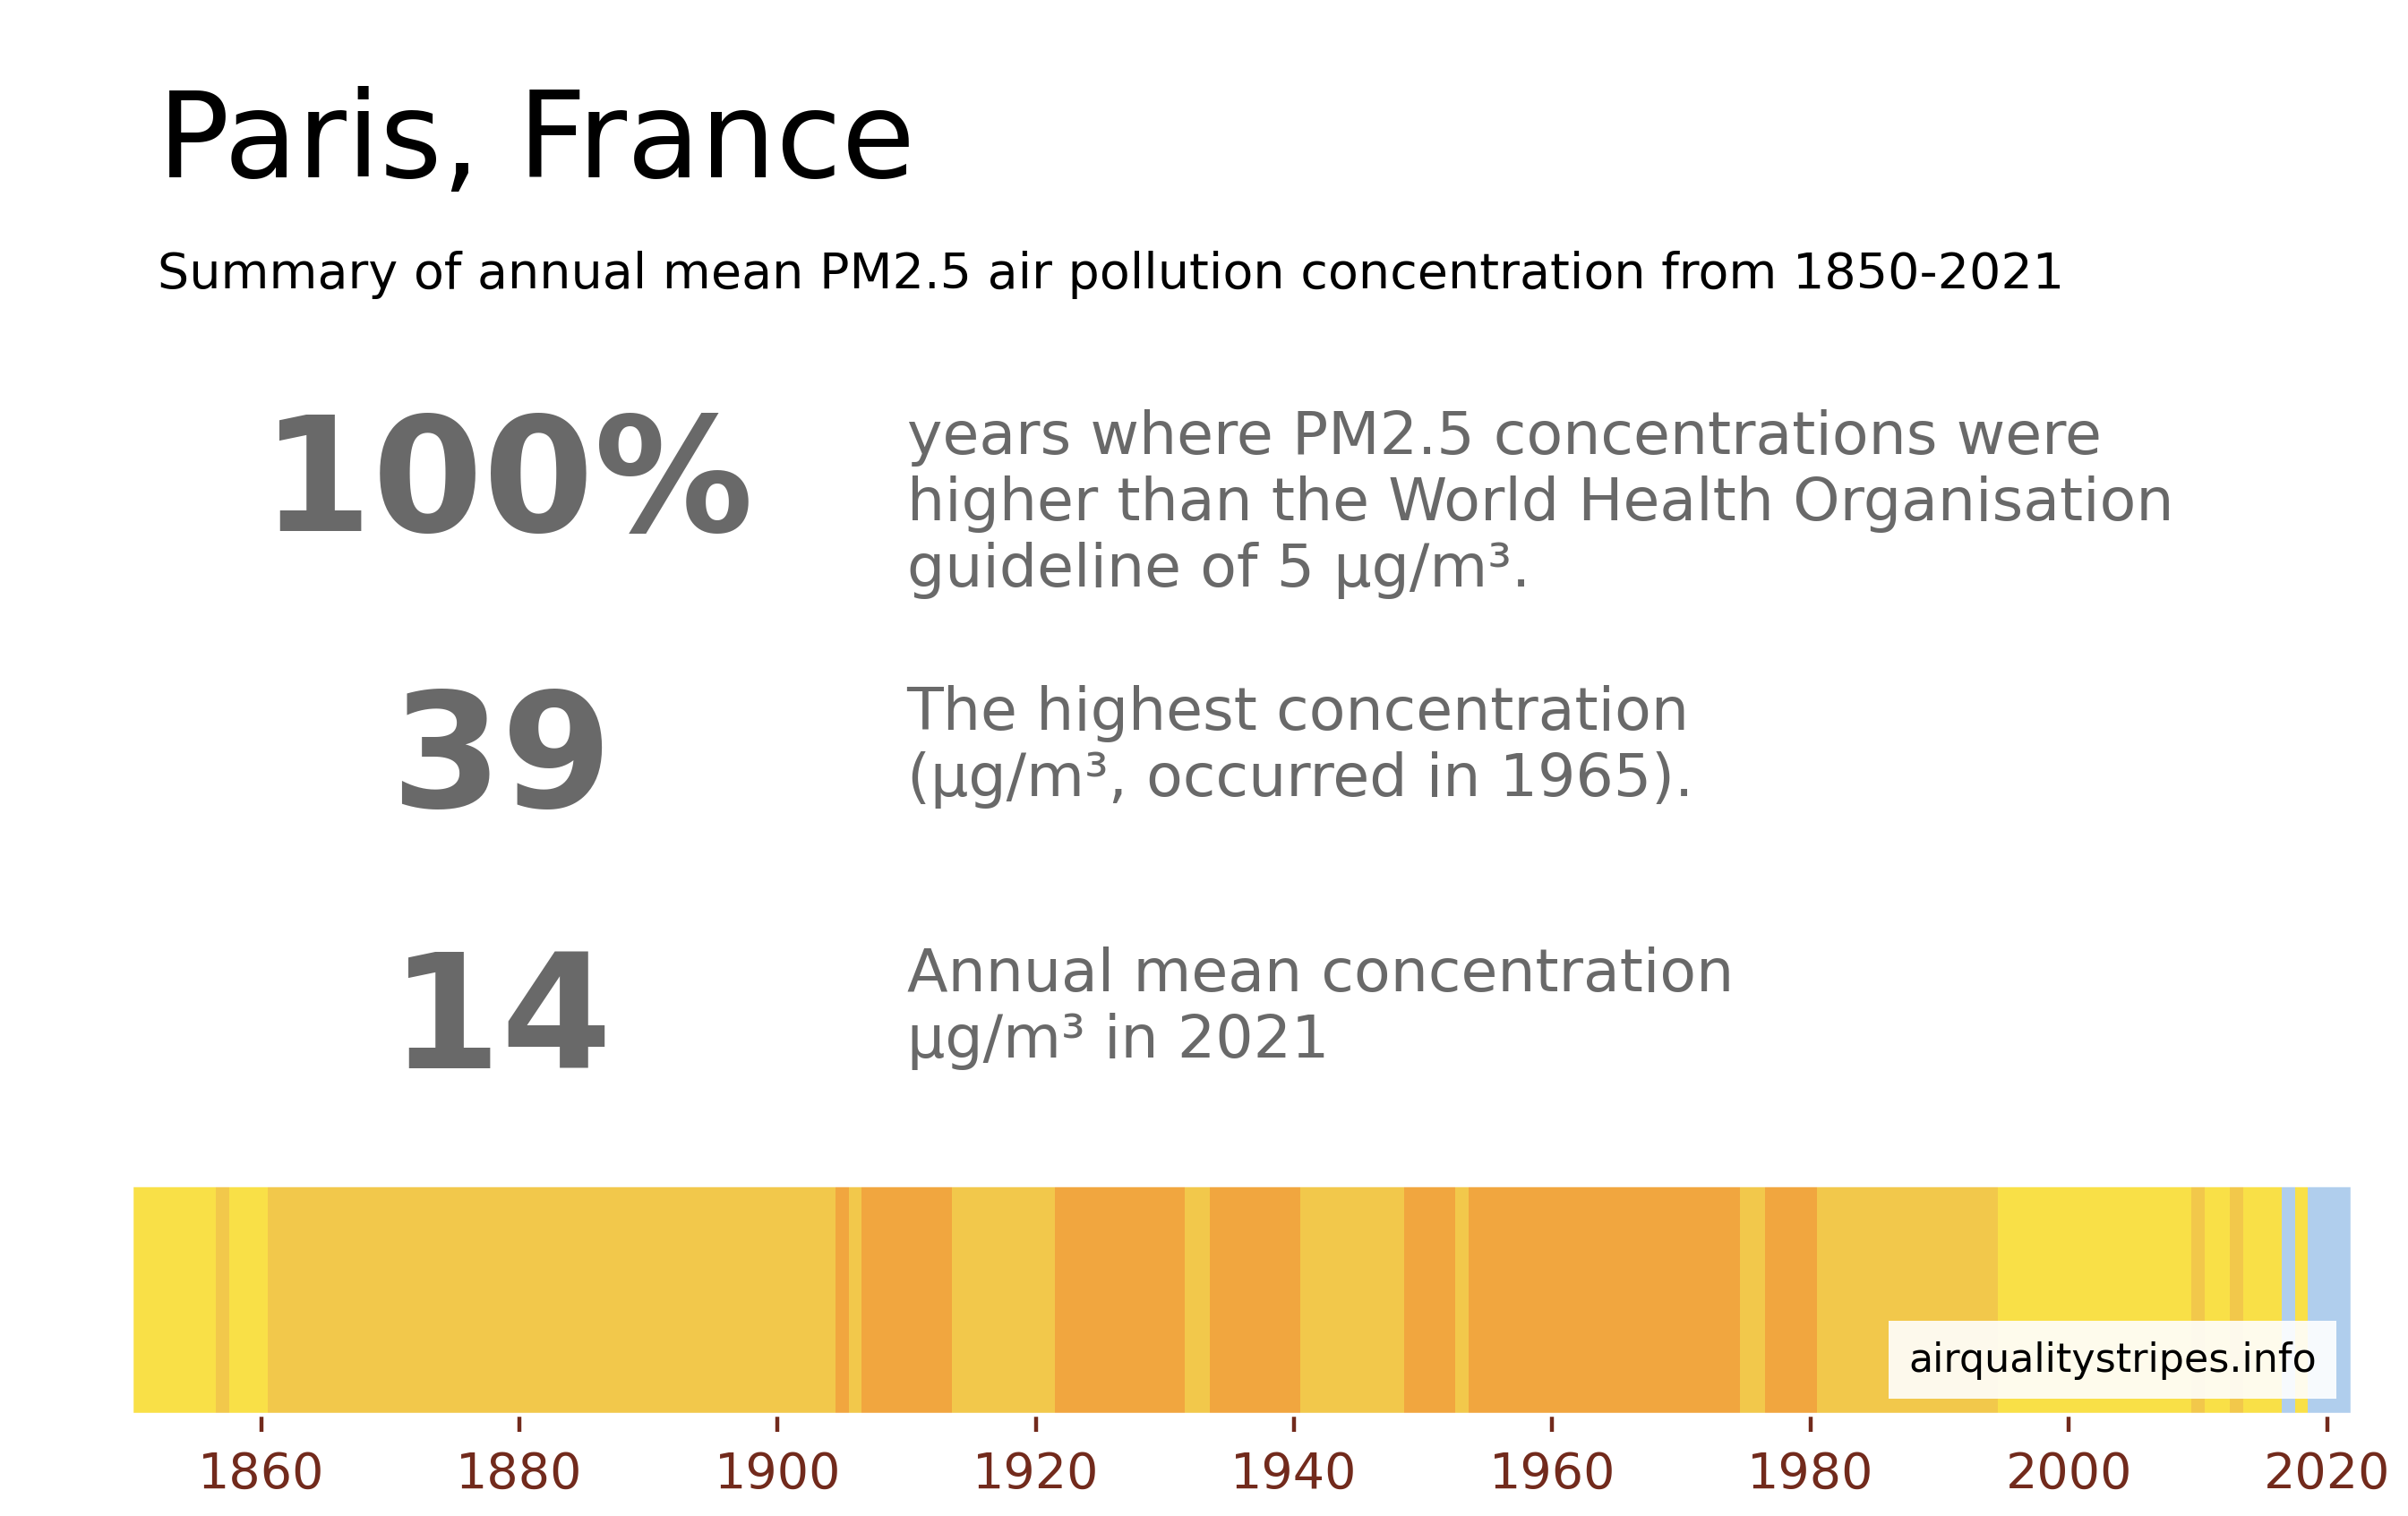 Paris, France
Summary of annual mean PM2.5 air pollution concentration from 1850-2021
100%
years where PM2.5 concentrations were
higher than the World Health Organisation
guideline of 5 µg/m³.
39
The highest concentration
(µg/m³, occurred in 1965).
14
Annual mean concentration
µg/m³ in 2021
airqualitystripes.info
1860 1880 1900 1920 1940 1960 1980 2000 2020